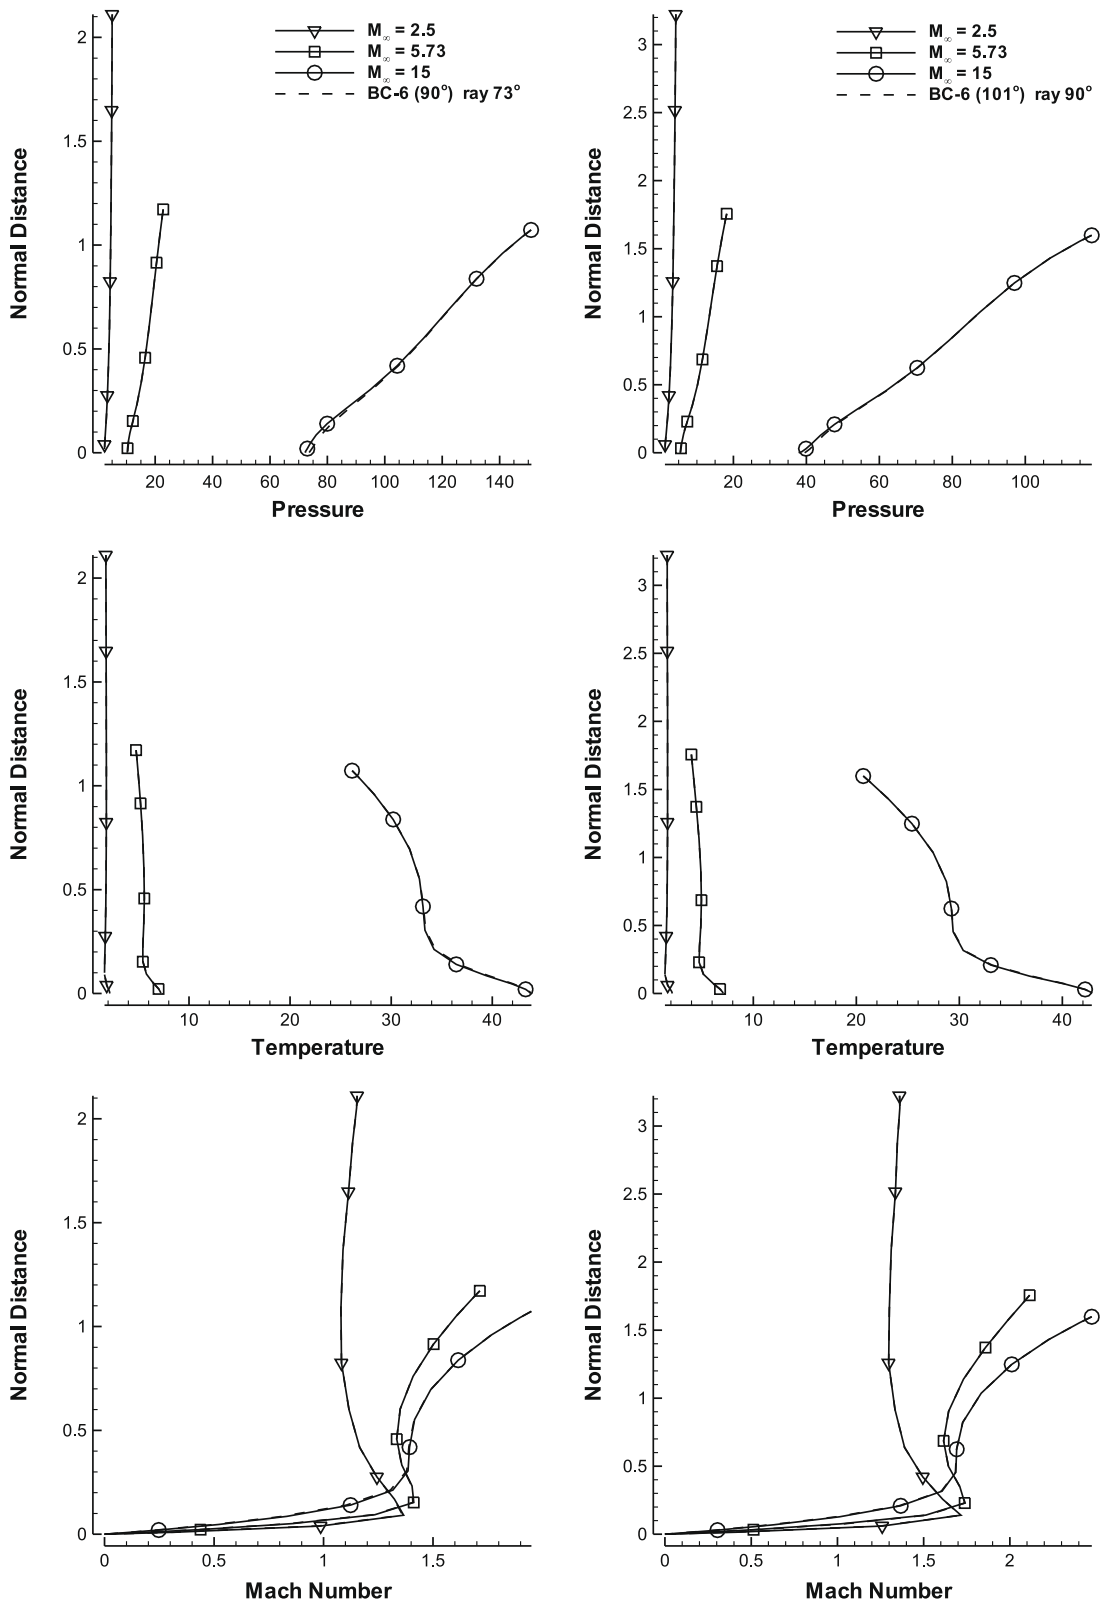 M∞ = 2.5
M∞ = 5.73
M∞ = 15
BC-6 (90°) ray 73°
Normal Distance
2
1.5
1
0.5
0
20 40 60 80 100 120 140
Pressure
M∞ = 2.5
M∞ = 5.73
M∞ = 15
BC-6 (101°) ray 90°
Normal Distance
3
2.5
2
1.5
1
0.5
0
20 40 60 80 100
Pressure
Normal Distance
2
1.5
1
0.5
0
10 20 30 40
Temperature
Normal Distance
3
2.5
2
1.5
1
0.5
0
10 20 30 40
Temperature
Normal Distance
2
1.5
1
0.5
0
0 0.5 1 1.5
Mach Number
Normal Distance
3
2.5
2
1.5
1
0.5
0
0 0.5 1 1.5 2
Mach Number